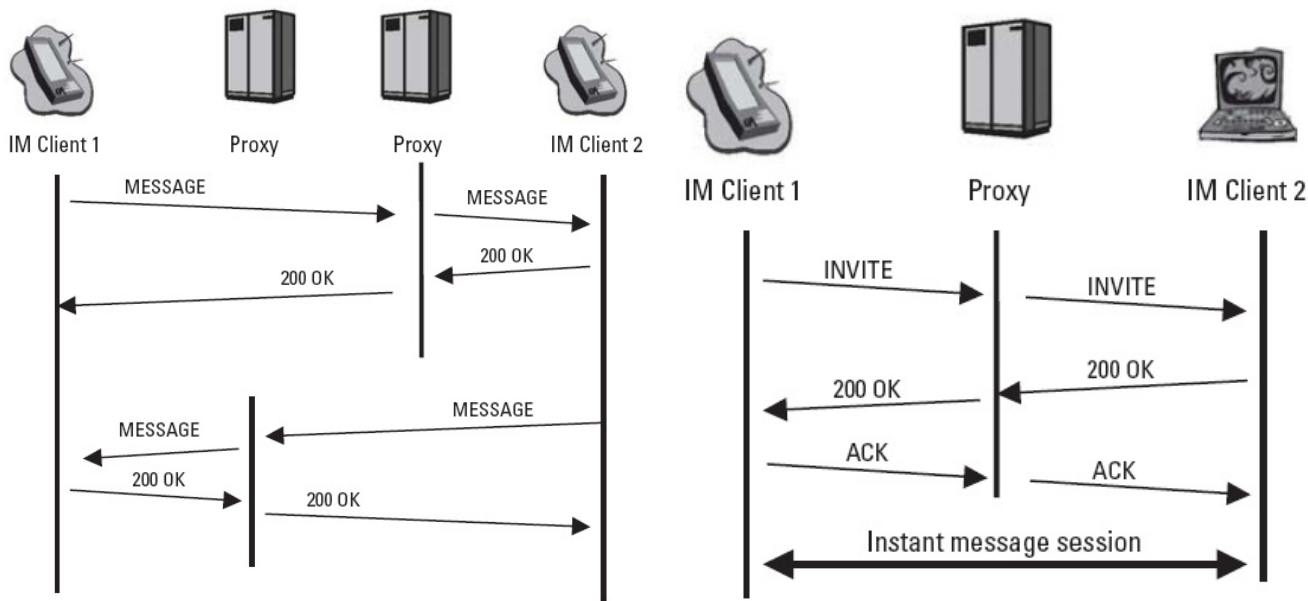 IM Client 1
Proxy
Proxy
IM Client 2
MESSAGE
MESSAGE
200 OK
200 OK
MESSAGE
MESSAGE
200 OK
200 OK
IM Client 1
Proxy
IM Client 2
INVITE
INVITE
200 OK
200 OK
ACK
ACK
Instant message session